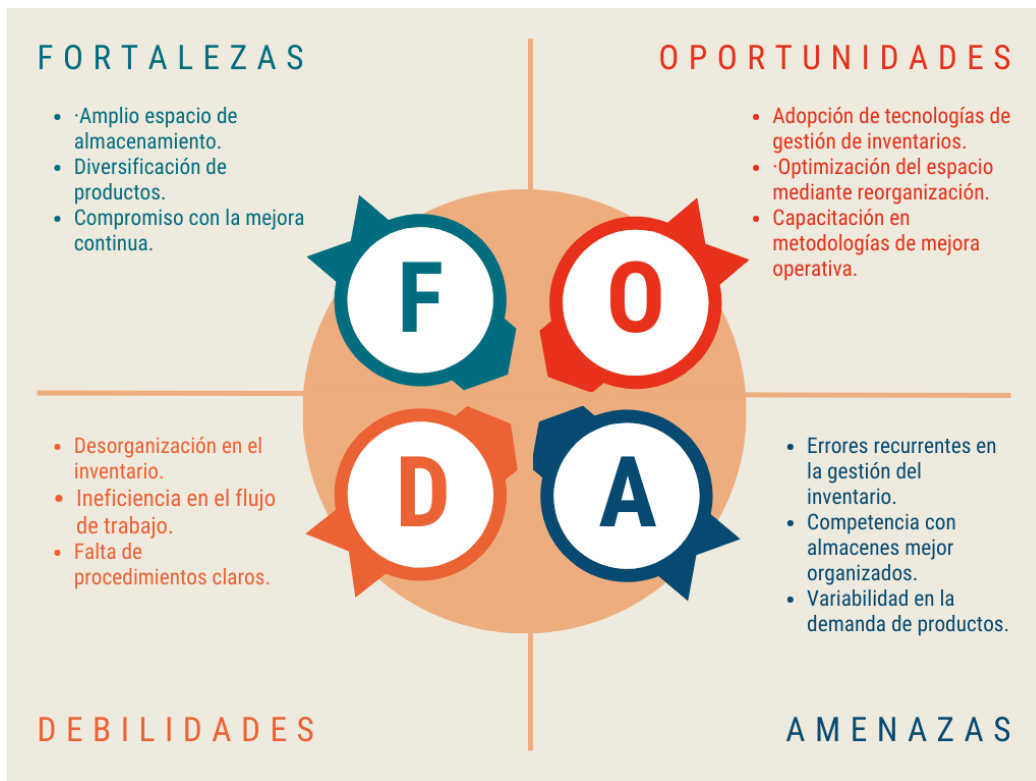 FORTALEZAS
• ·Amplio espacio de
almacenamiento.
• Diversificación de
productos.
• Compromiso con la mejora
continua.
OPORTUNIDADES
• Adopción de tecnologías de
gestión de inventarios.
• ·Optimización del espacio
mediante reorganización.
• Capacitación en
metodologías de mejora
operativa.
F
O
D
A
• Desorganización en el
inventario.
• Ineficiencia en el flujo
de trabajo.
• Falta de
procedimientos claros.
DEBILIDADES
• Errores recurrentes en
la gestión del
inventario.
• Competencia con
almacenes mejor
organizados.
• Variabilidad en la
demanda de productos.
AMENAZAS